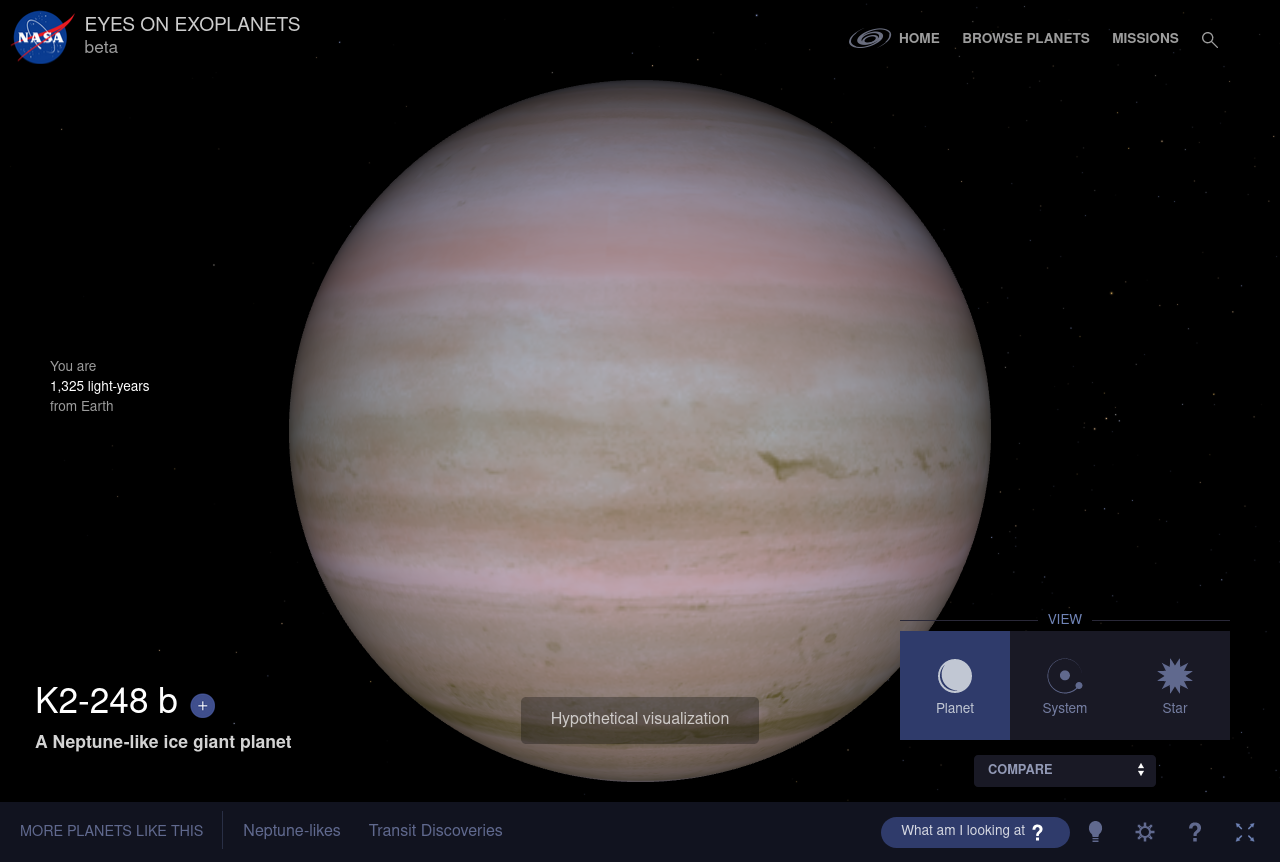 NASA
EYES ON EXOPLANETS
beta
HOME
BROWSE PLANETS
MISSIONS
You are
1,325 light-years
from Earth
VIEW
Planet
System
Star
K2-248 b +
A Neptune-like ice giant planet
Hypothetical visualization
COMPARE
MORE PLANETS LIKE THIS
Neptune-likes
Transit Discoveries
What am I looking at ?
?